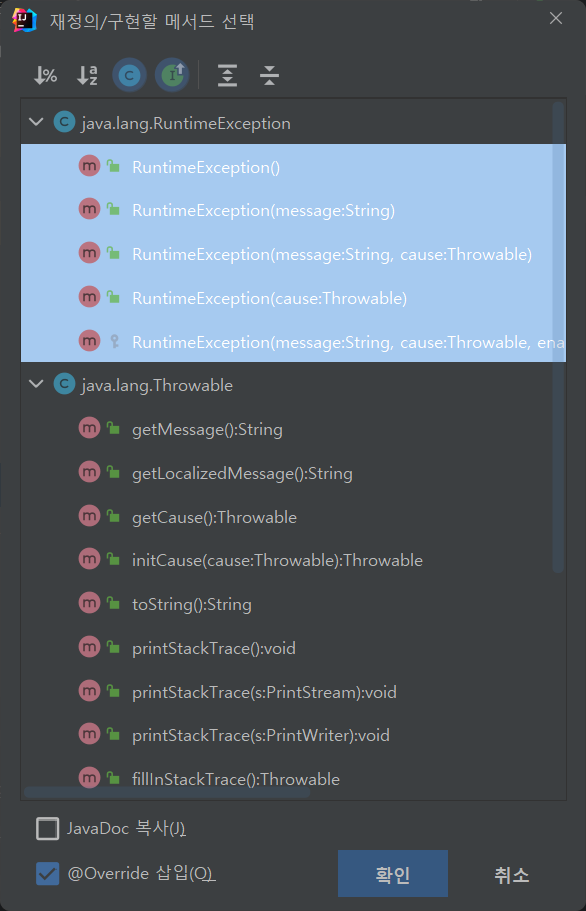 재정의/구현할 메서드 선택
java.lang.RuntimeException
RuntimeException()
RuntimeException(message:String)
RuntimeException(message:String, cause:Throwable)
RuntimeException(cause:Throwable)
RuntimeException(message:String, cause:Throwable, ena
java.lang.Throwable
getMessage():String
getLocalizedMessage():String
getCause():Throwable
initCause(cause:Throwable):Throwable
toString():String
printStackTrace():void
printStackTrace(s:PrintStream):void
printStackTrace(s:PrintWriter):void
fillInStackTrace():Throwable
JavaDoc 복사(J)
@Override 삽입(O)
확인 취소